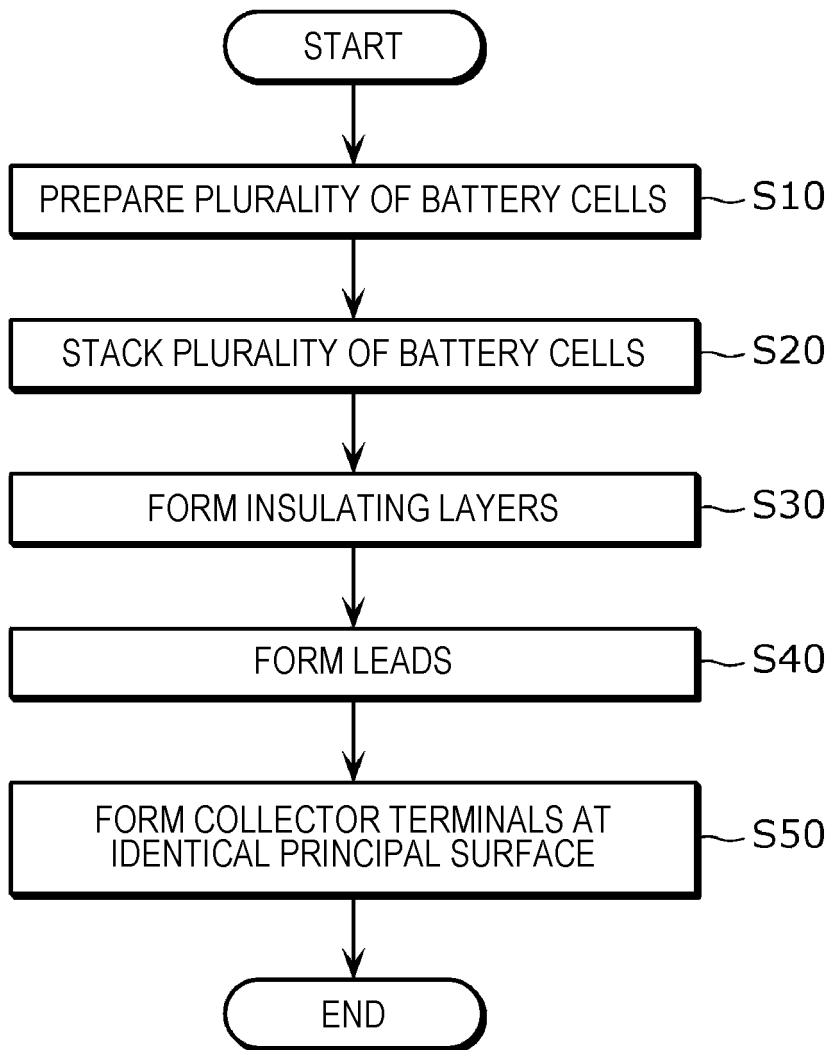 START
PREPARE PLURALITY OF BATTERY CELLS S10
STACK PLURALITY OF BATTERY CELLS S20
FORM INSULATING LAYERS S30
FORM LEADS S40
FORM COLLECTOR TERMINALS AT
IDENTICAL PRINCIPAL SURFACE S50
END